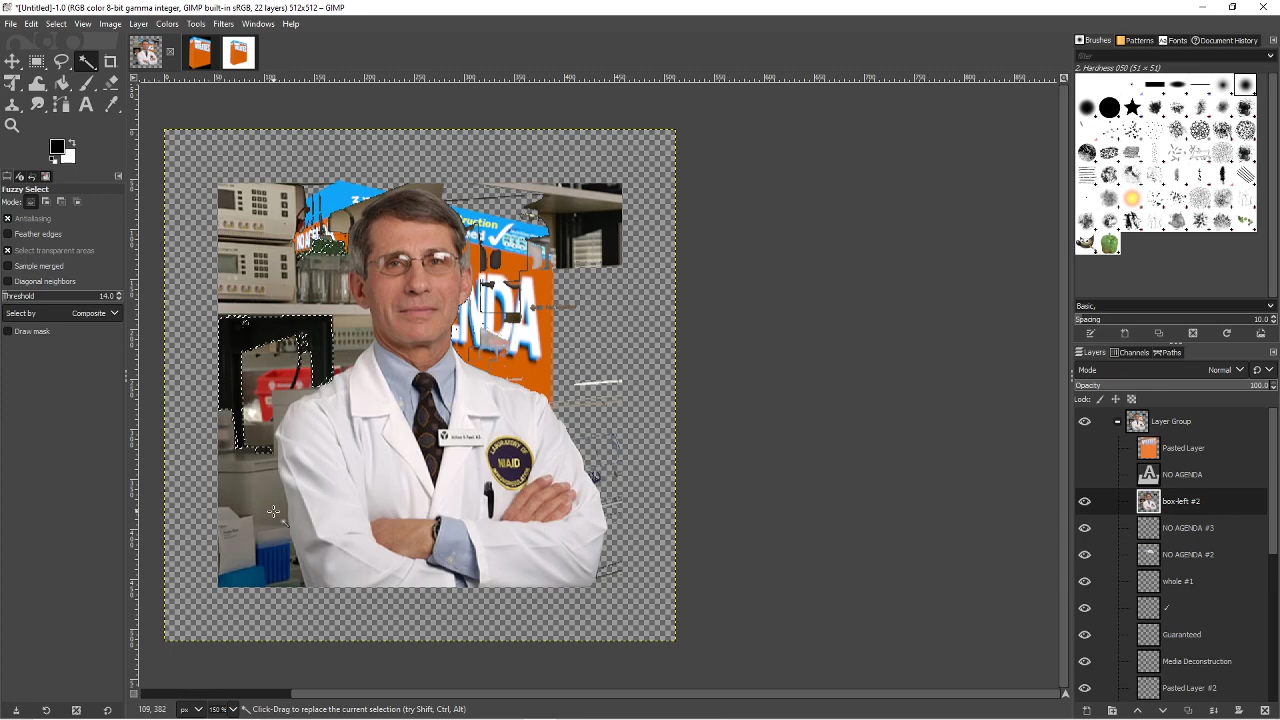 *[Untitled]-1.0 (RGB color 8-bit gamma integer, GIMP built-in sRGB, 22 layers) 512x512 – GIMP
File Edit Select View Image Layer Colors Tools Filters Windows Help
Brushes Patterns Fonts Document History
filter
2. Hardness 050 (51 × 51)
Fuzzy Select
Mode:
Antialiasing
Feather edges
Select transparent areas
Sample merged
Diagonal neighbors
Threshold 14.0
Select by Composite
Draw mask
NDA
LABORATORY OF
NIAID
Basic,
Spacing 10.0
Layers Channels Paths
Mode Normal
Opacity 100.0
Lock:
Layer Group
Pasted Layer
NO AGENDA
box-left #2
NO AGENDA #3
NO AGENDA #2
whole #1
✓
Guaranteed
Media Deconstruction
Pasted Layer #2
109, 382 px 150 % Click-Drag to replace the current selection (try Shift, Ctrl, Alt)